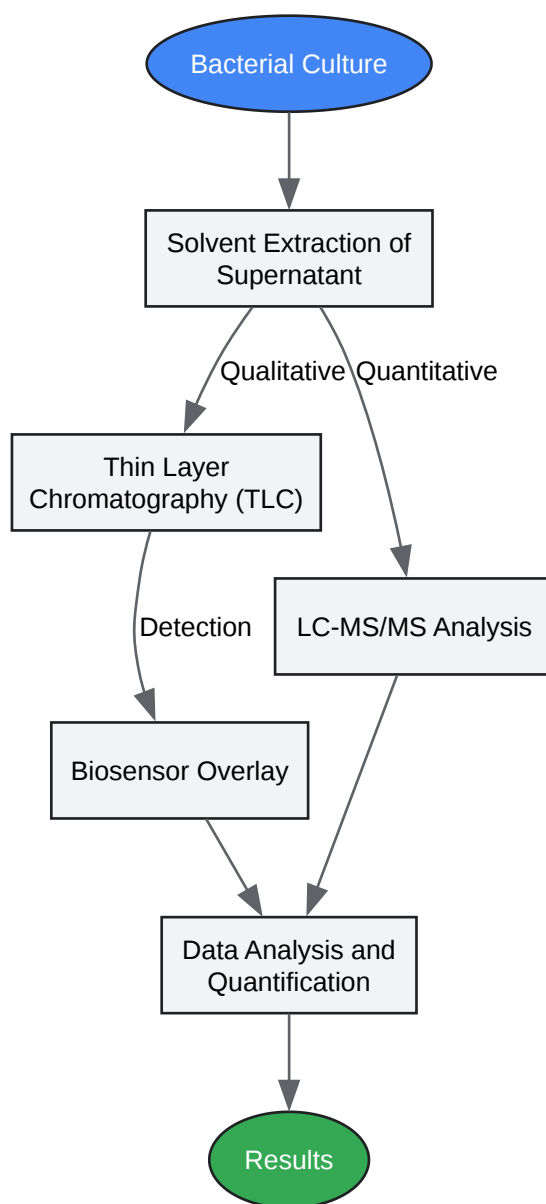 Bacterial Culture
Solvent Extraction of
Supernatant
Qualitative
Quantitative
Thin Layer
Chromatography (TLC)
Detection
LC-MS/MS Analysis
Biosensor Overlay
Data Analysis and
Quantification
Results